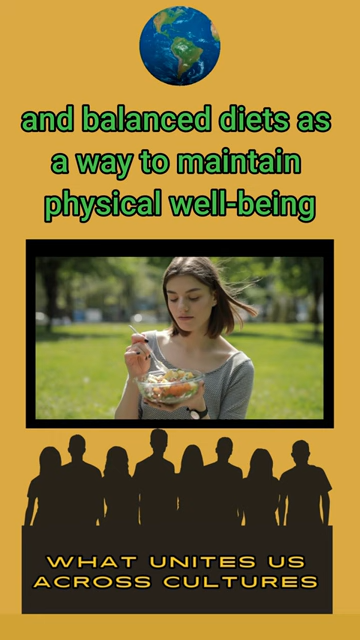 and balanced diets as
a way to maintain
physical well-being
WHAT UNITES US
ACROSS CULTURES